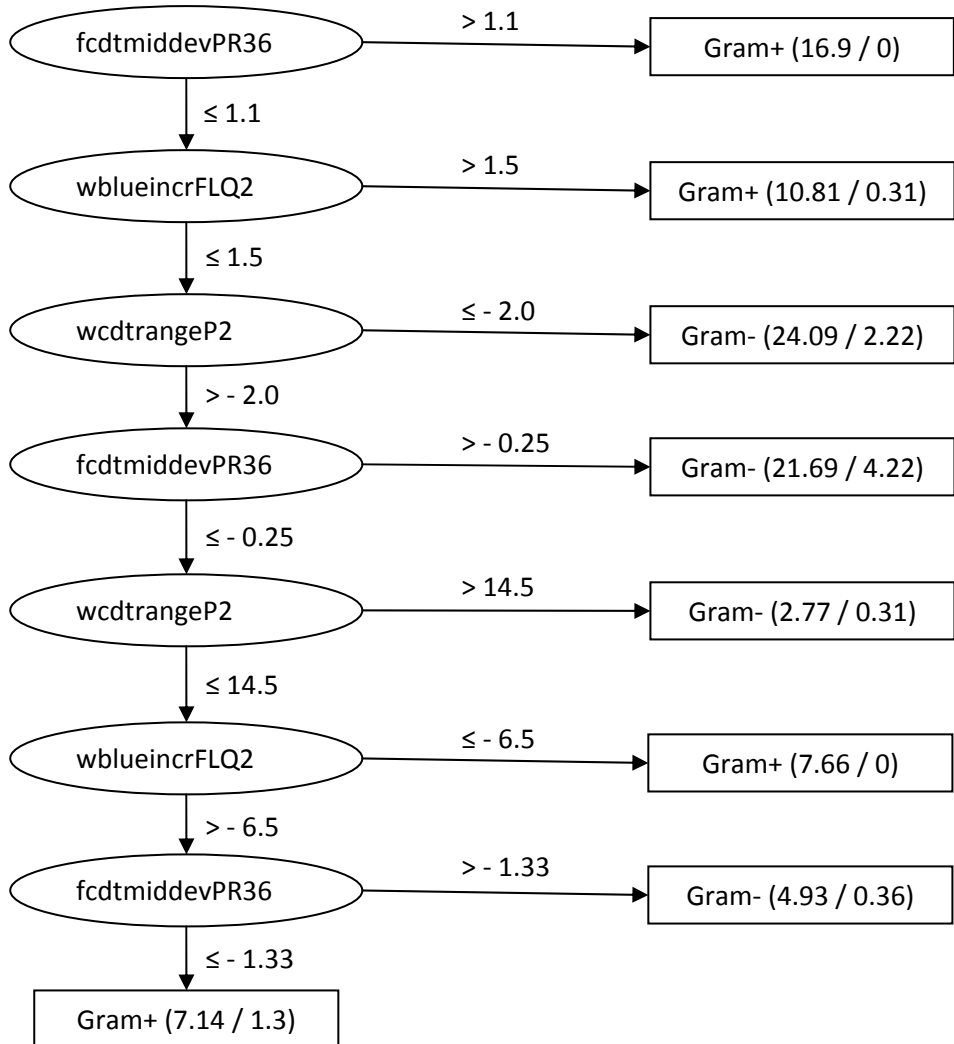 fcdtmiddevPR36
> 1.1
Gram+ (16.9 / 0)
≤ 1.1
wblueincrFLQ2
> 1.5
Gram+ (10.81 / 0.31)
≤ 1.5
wcdtrangeP2
≤ - 2.0
Gram- (24.09 / 2.22)
> - 2.0
fcdtmiddevPR36
> - 0.25
Gram- (21.69 / 4.22)
≤ - 0.25
wcdtrangeP2
> 14.5
Gram- (2.77 / 0.31)
≤ 14.5
wblueincrFLQ2
≤ - 6.5
Gram+ (7.66 / 0)
> - 6.5
fcdtmiddevPR36
> - 1.33
Gram- (4.93 / 0.36)
≤ - 1.33
Gram+ (7.14 / 1.3)